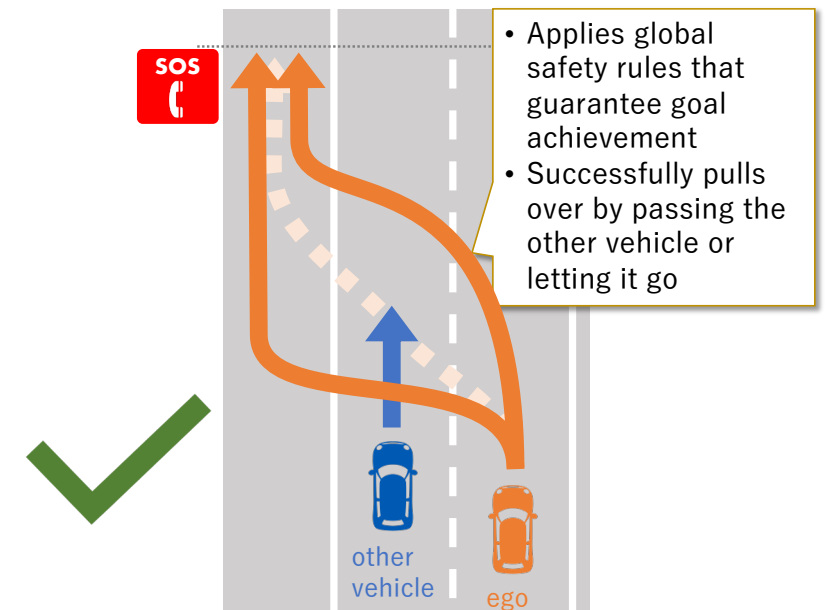 SOS
• Applies global
safety rules that
guarantee goal
achievement
• Successfully pulls
over by passing the
other vehicle or
letting it go
other
vehicle
ego